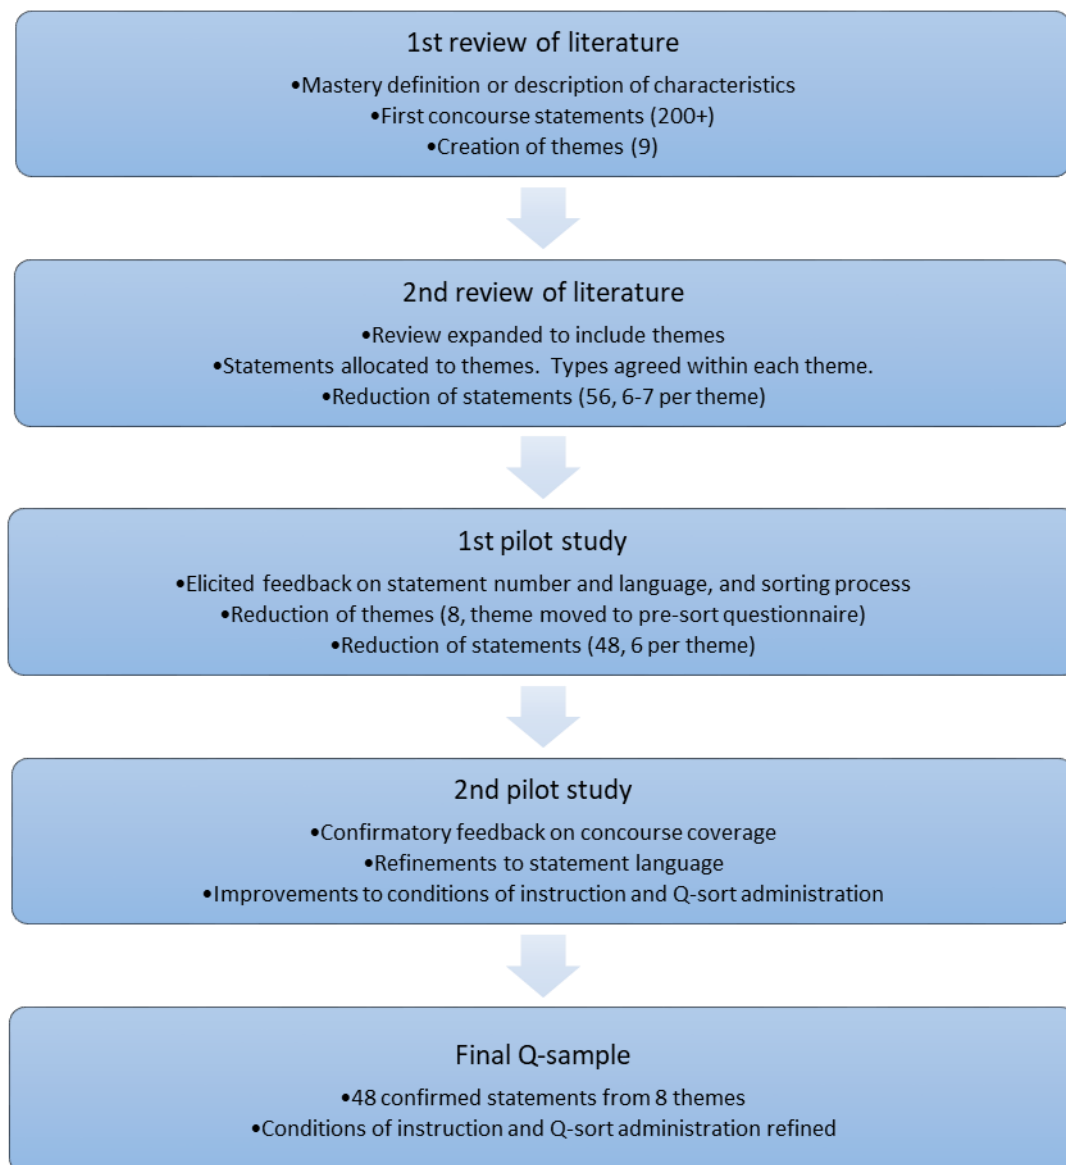 1st review of literature
•Mastery definition or description of characteristics
•First concourse statements (200+)
•Creation of themes (9)
2nd review of literature
•Review expanded to include themes
•Statements allocated to themes.  Types agreed within each theme.
•Reduction of statements (56, 6-7 per theme)
1st pilot study
•Elicited feedback on statement number and language, and sorting process
•Reduction of themes (8, theme moved to pre-sort questionnaire)
•Reduction of statements (48, 6 per theme)
2nd pilot study
•Confirmatory feedback on concourse coverage
•Refinements to statement language
•Improvements to conditions of instruction and Q-sort administration
Final Q-sample
•48 confirmed statements from 8 themes
•Conditions of instruction and Q-sort administration refined